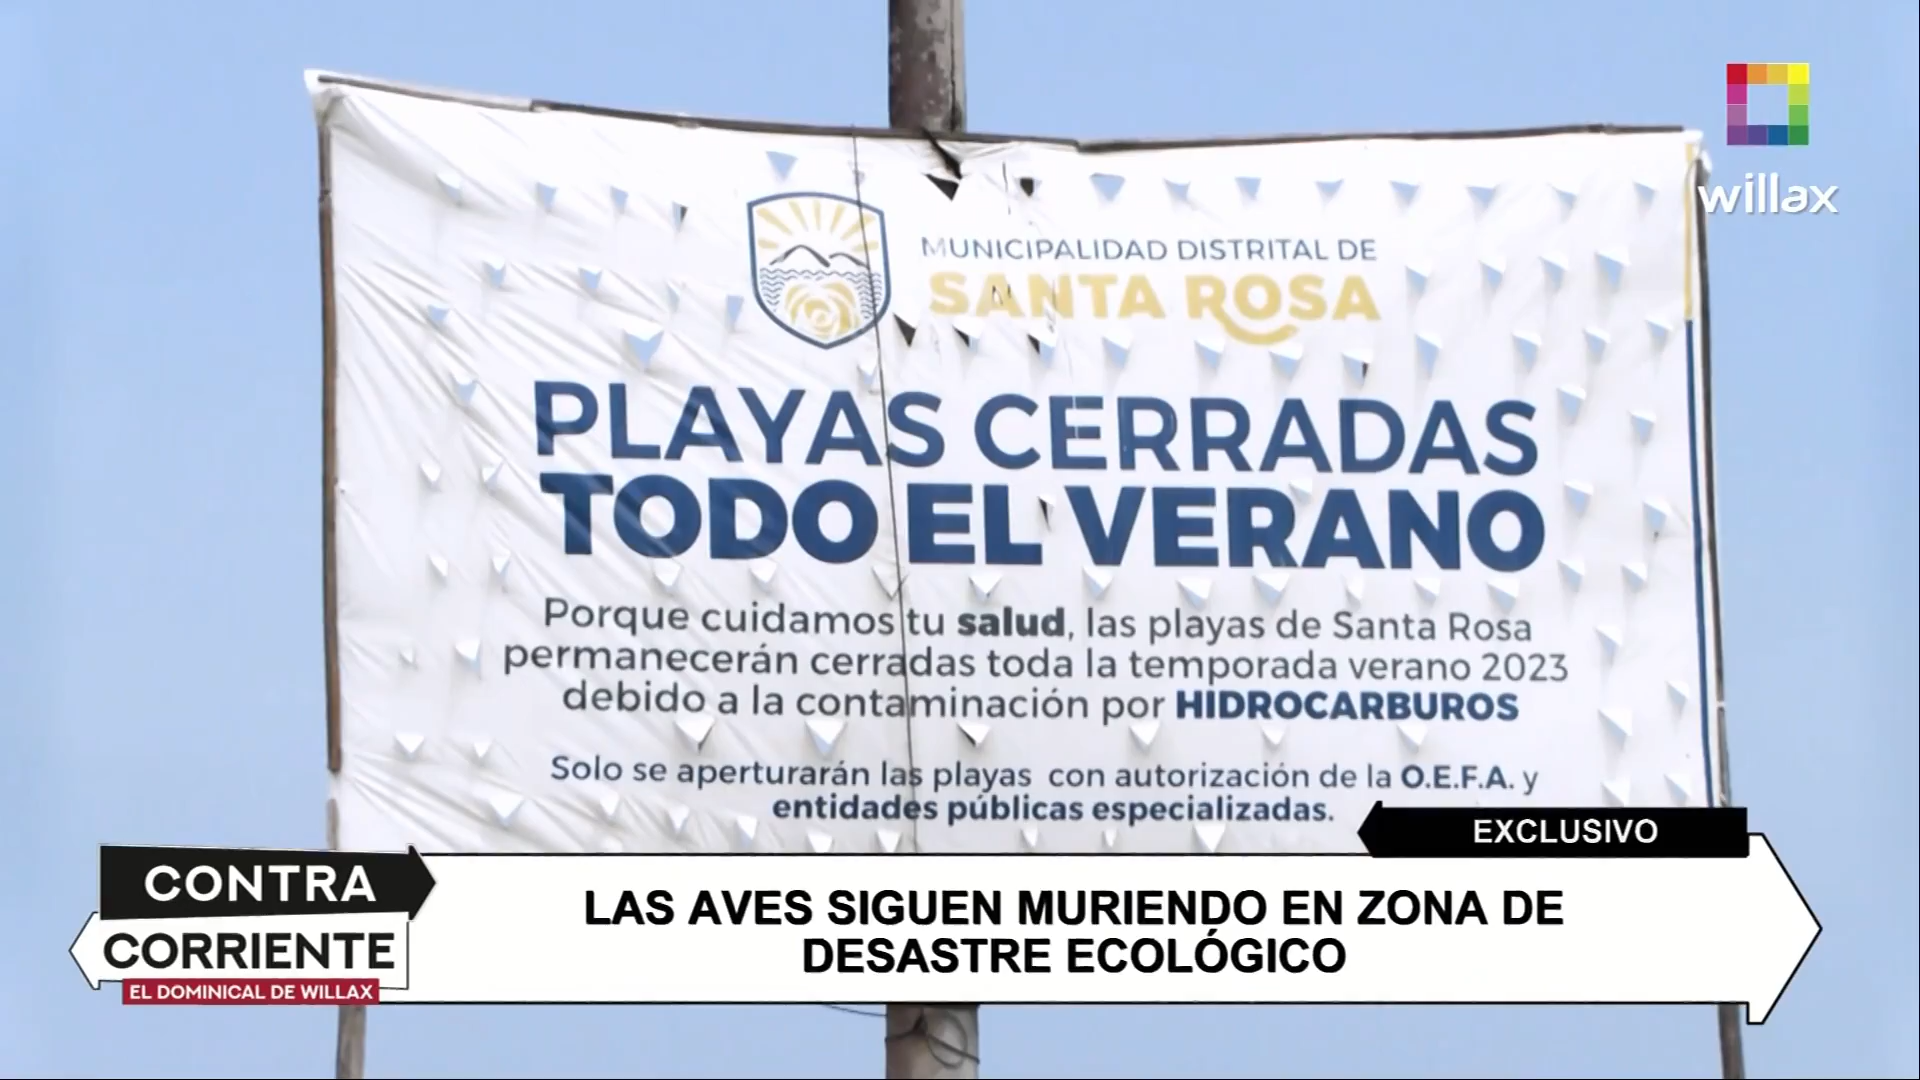 willax
MUNICIPALIDAD DISTRITAL DE
SANTA ROSA
PLAYAS CERRADAS
TODO EL VERANO
Porque cuidamos tu salud, las playas de Santa Rosa
permanecerán cerradas toda la temporada verano 2023
debido a la contaminación por HIDROCARBUROS
Solo se aperturarán las playas con autorización de la O.E.F.A. y
entidades públicas especializadas.
EXCLUSIVO
CONTRA
CORRIENTE
EL DOMINICAL DE WILLAX
LAS AVES SIGUEN MURIENDO EN ZONA DE
DESASTRE ECOLÓGICO